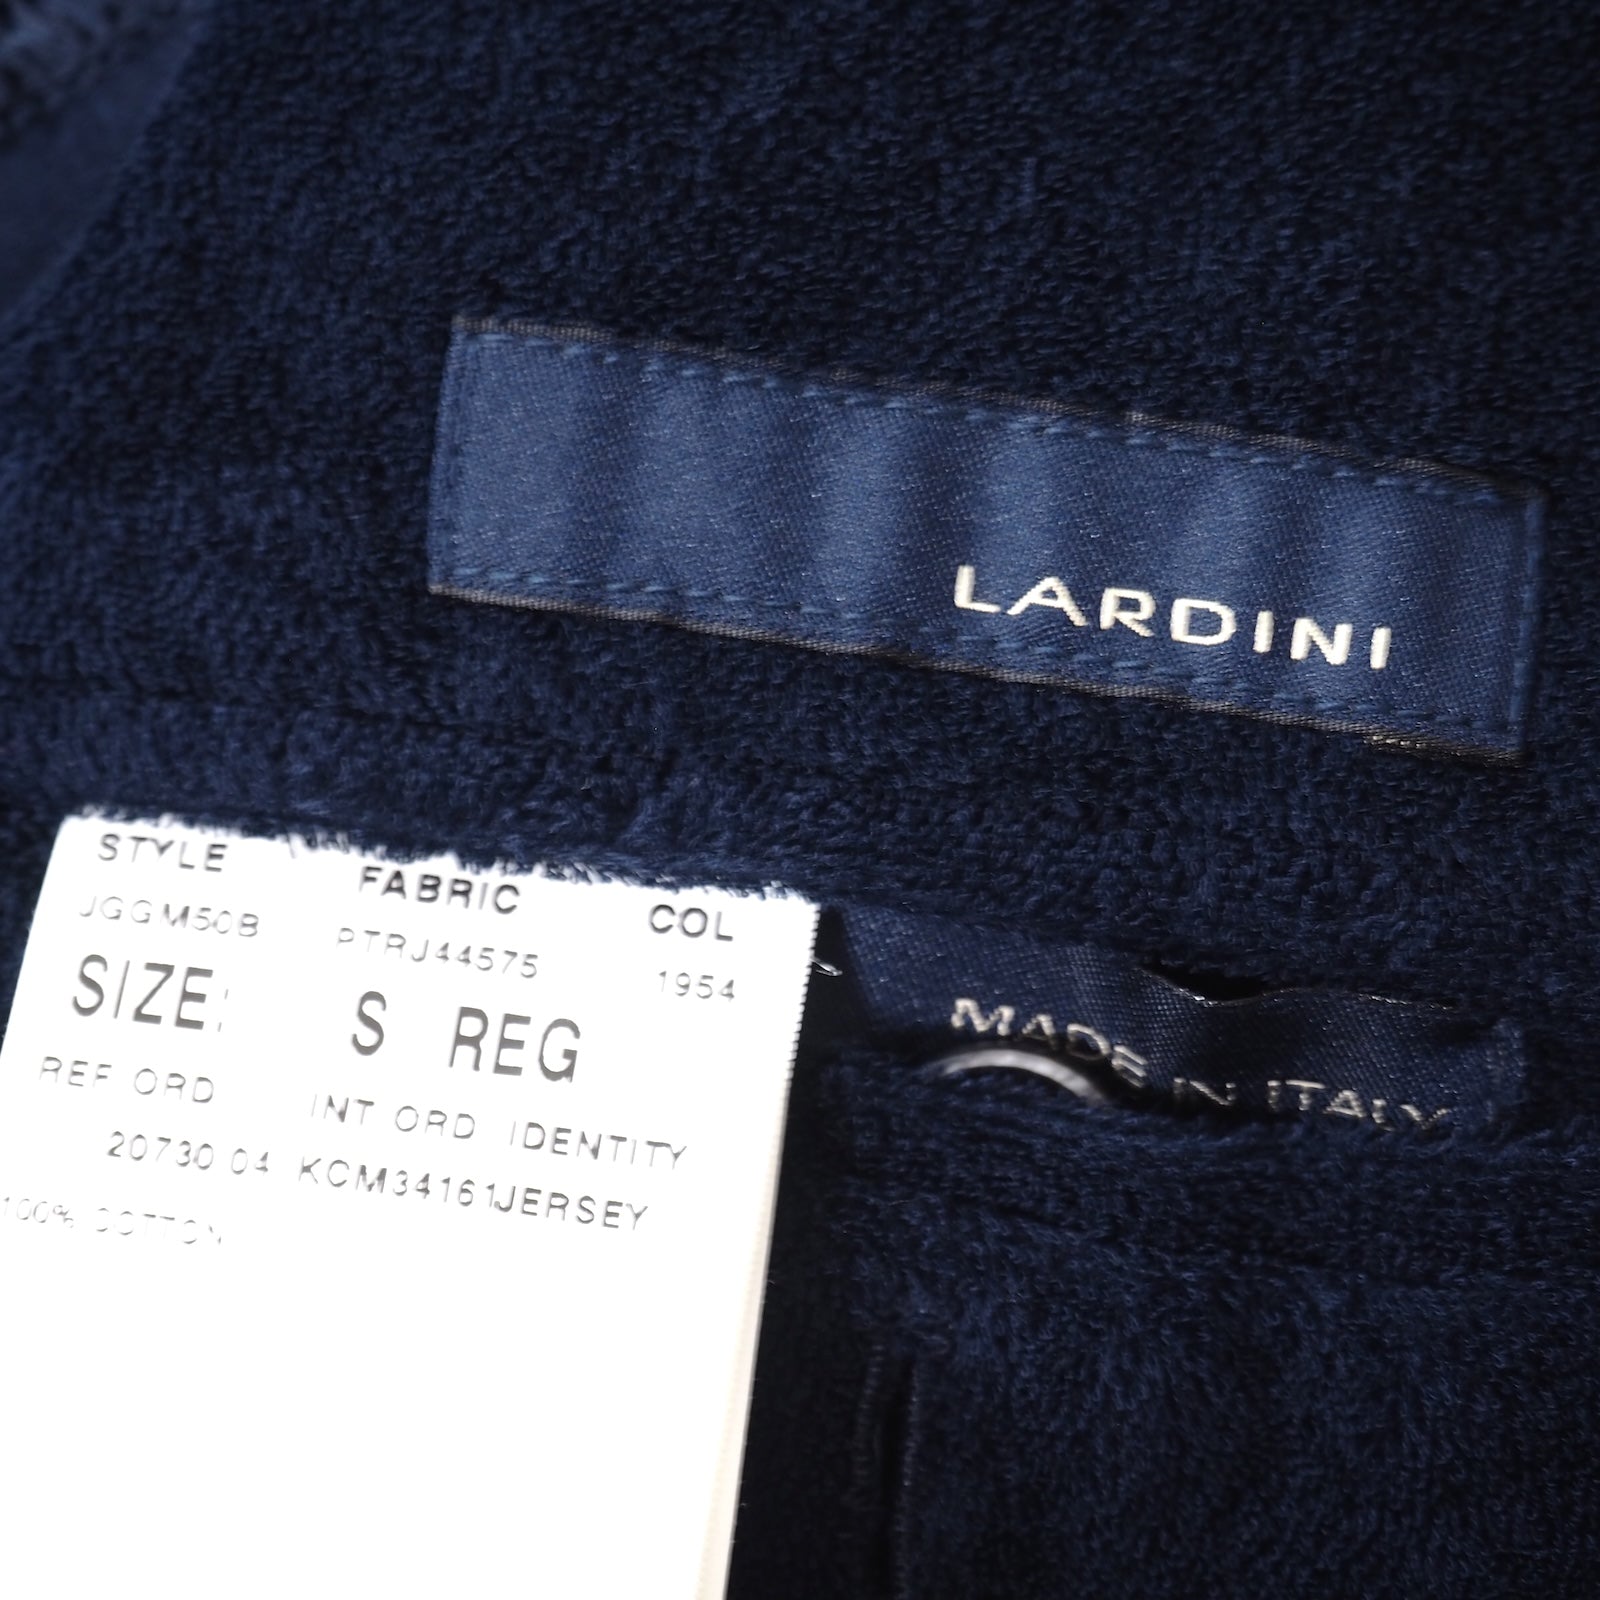 LARDINI
MADE IN ITALY
STYLE FABRIC COL
JGGM50B PTRJ44575 1954
SIZE: S REG
REF ORD INT ORD IDENTITY
20730 04 KCM34161JERSEY
100% COTTON